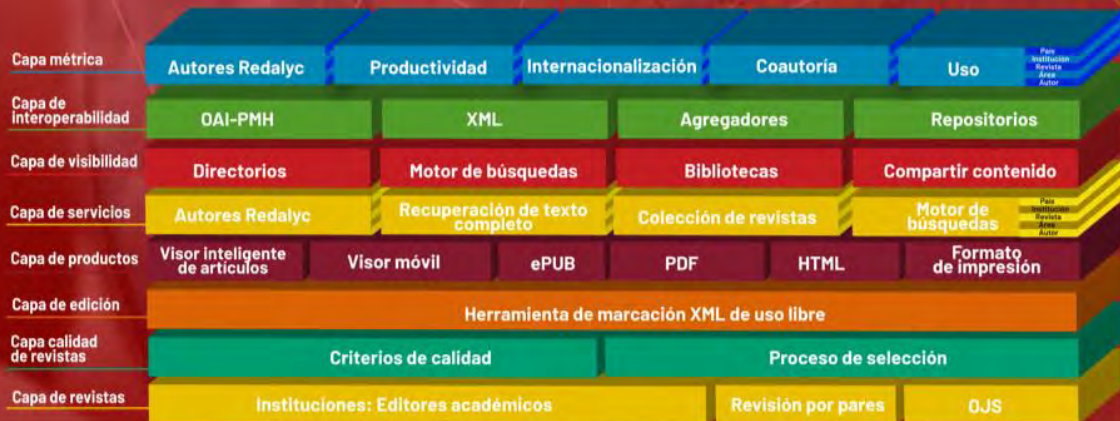 Capa métrica
Autores Redalyc
Productividad
Internacionalización
Coautoría
Uso
País
Institución
Revista
Área
Autor
Capa de
interoperabilidad
OAI-PMH
XML
Agregadores
Repositorios
Capa de visibilidad
Directorios
Motor de búsquedas
Bibliotecas
Compartir contenido
Capa de servicios
Autores Redalyc
Recuperación de texto
completo
Colección de revistas
Motor de
búsquedas
País
Institución
Revista
Área
Autor
Capa de productos
Visor inteligente
de artículos
Visor móvil
ePUB
PDF
HTML
Formato
de impresión
Capa de edición
Herramienta de marcación XML de uso libre
Capa calidad
de revistas
Criterios de calidad
Proceso de selección
Capa de revistas
Instituciones: Editores académicos
Revisión por pares
OJS